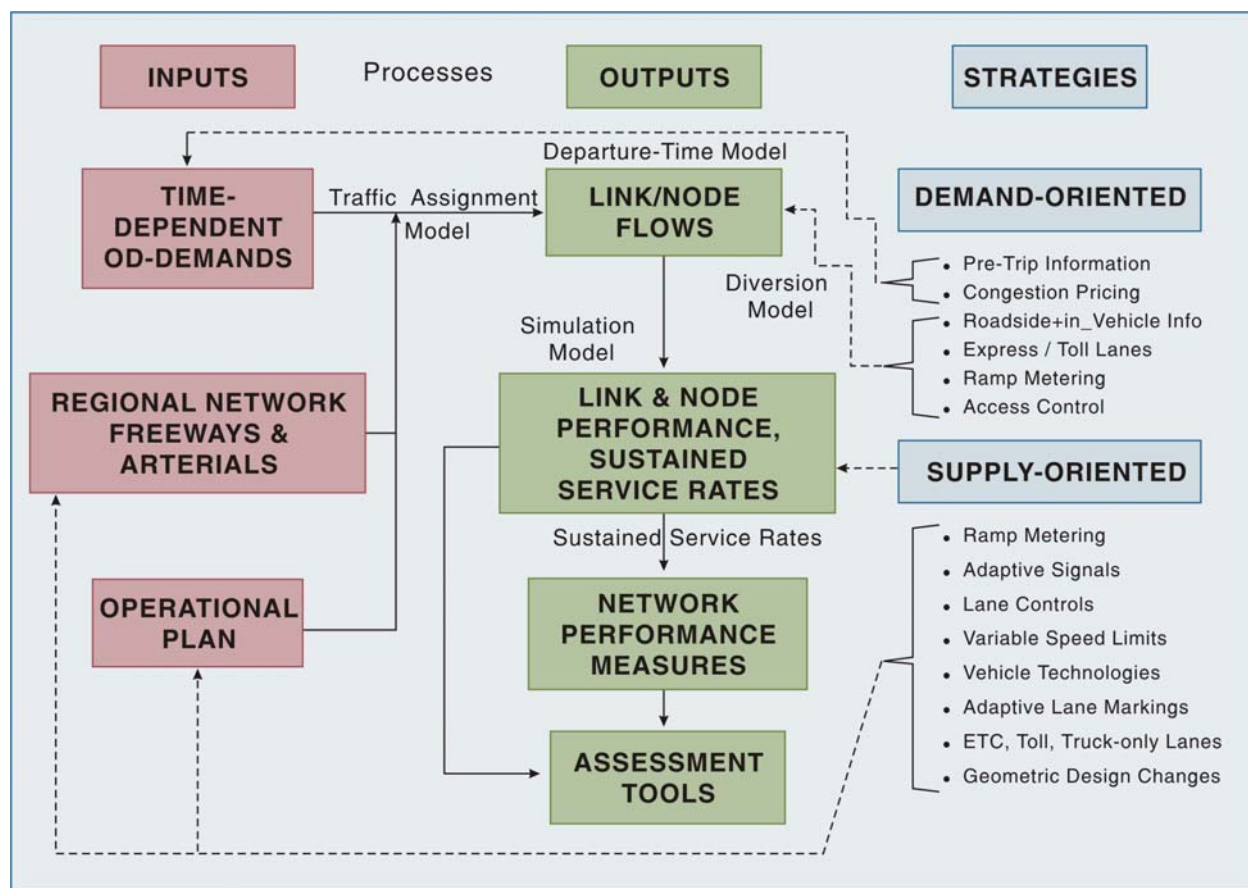 INPUTS
Processes
OUTPUTS
STRATEGIES
Departure-Time Model
TIME-
DEPENDENT
OD-DEMANDS
Traffic Assignment
Model
LINK/NODE
FLOWS
DEMAND-ORIENTED
• Pre-Trip Information
• Congestion Pricing
• Roadside+in_Vehicle Info
• Express / Toll Lanes
• Ramp Metering
• Access Control
Diversion
Model
Simulation
Model
REGIONAL NETWORK
FREEWAYS &
ARTERIALS
LINK & NODE
PERFORMANCE,
SUSTAINED
SERVICE RATES
SUPPLY-ORIENTED
Sustained Service Rates
• Ramp Metering
• Adaptive Signals
• Lane Controls
• Variable Speed Limits
• Vehicle Technologies
• Adaptive Lane Markings
• ETC, Toll, Truck-only Lanes
• Geometric Design Changes
OPERATIONAL
PLAN
NETWORK
PERFORMANCE
MEASURES
ASSESSMENT
TOOLS